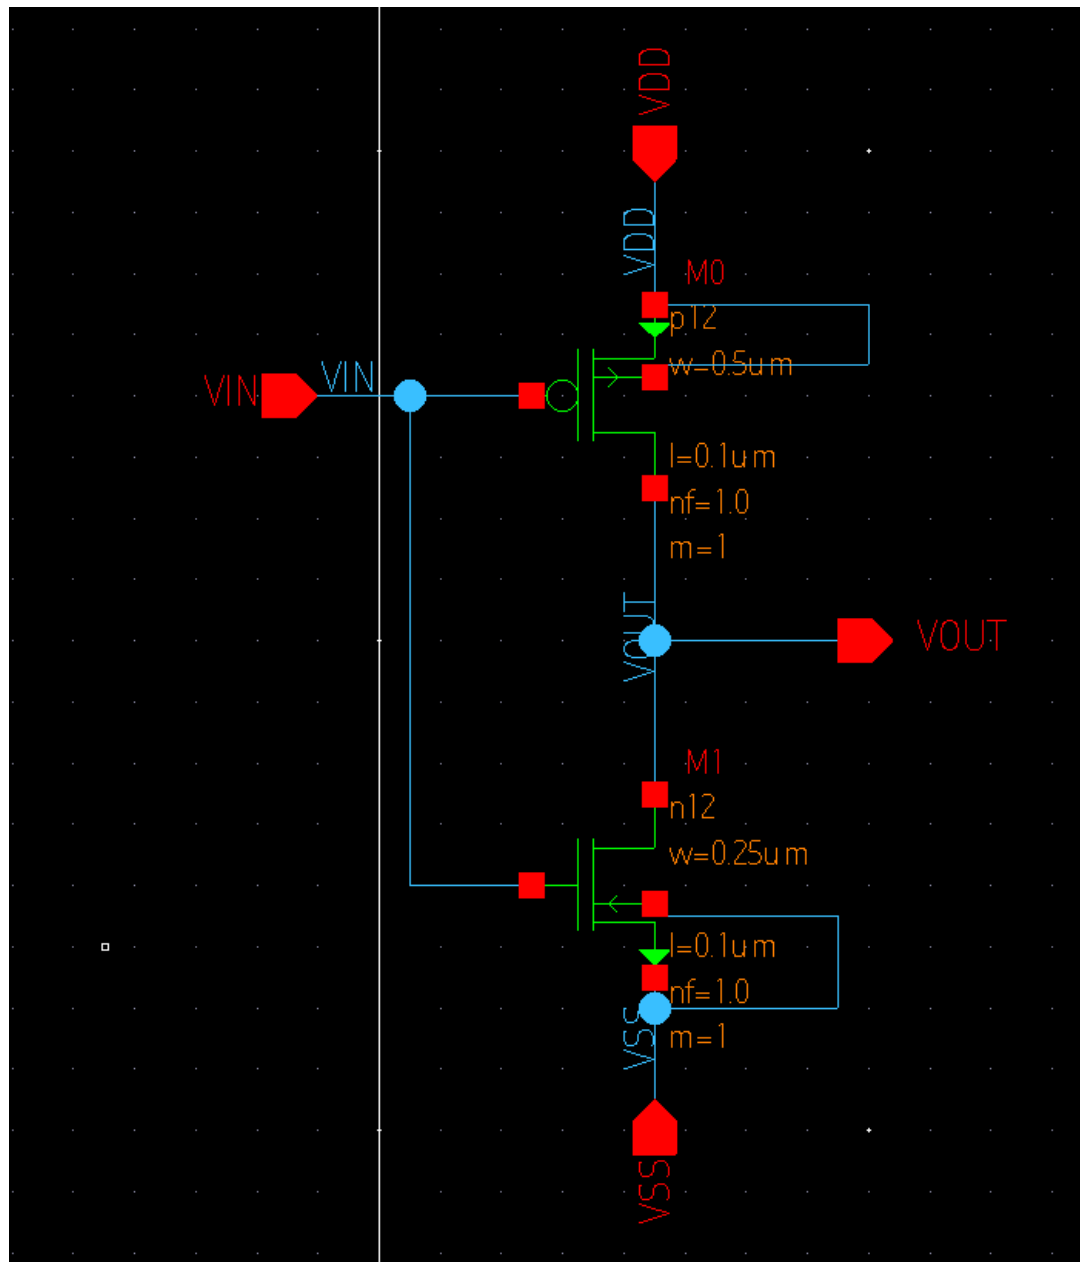 VDD
VDD
M0
p12
w=0.5um
VIN
VIN
l=0.1um
nf=1.0
m=1
VOUT
VOUT
M1
n12
w=0.25um
l=0.1um
nf=1.0
VSS
m=1
VSS